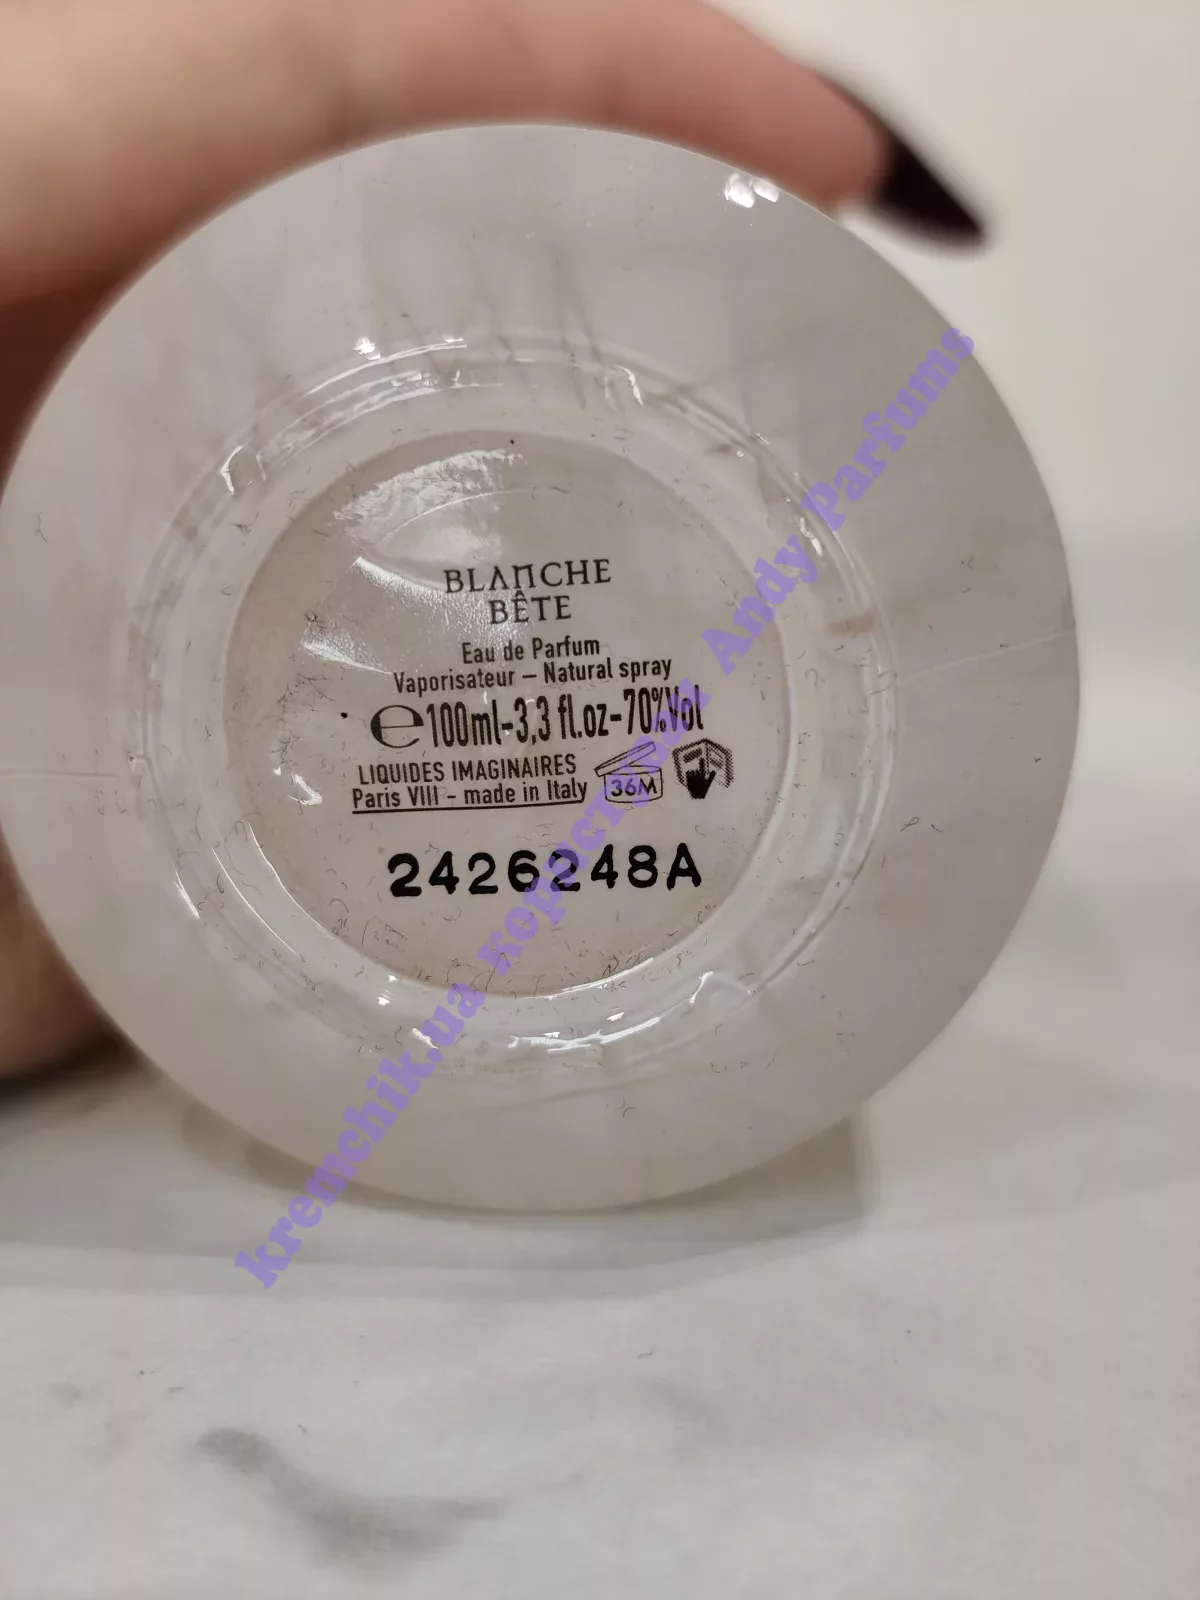 BLANCHE
BÊTE
Eau de Parfum
Vaporisateur – Natural spray
℮100ml-3,3 fl.oz-70%Vol
LIQUIDES IMAGINAIRES
Paris VIII - made in Italy
36M
2426248A
kremchik.ua користувач Andy Parfums